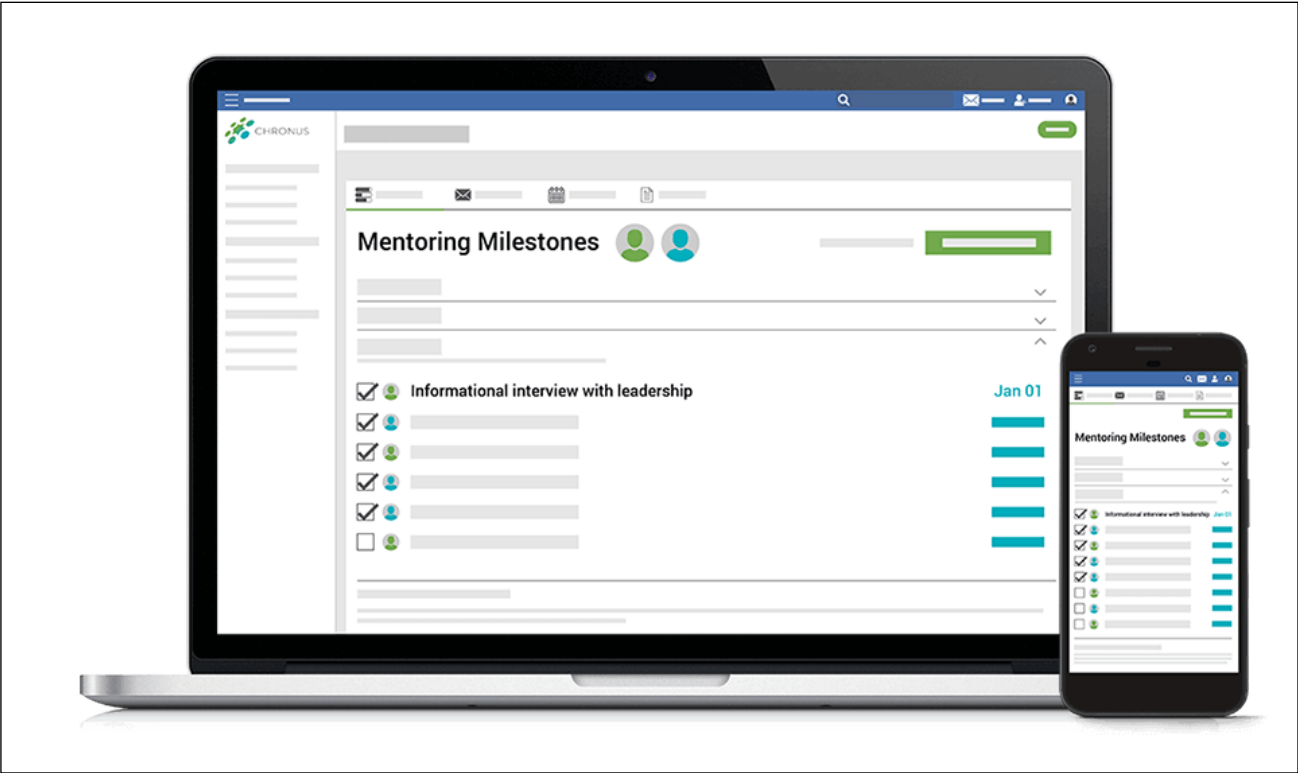 CHRONUS
Mentoring Milestones
Informational interview with leadership Jan 01
Mentoring Milestones
Informational interview with leadership Jan 01